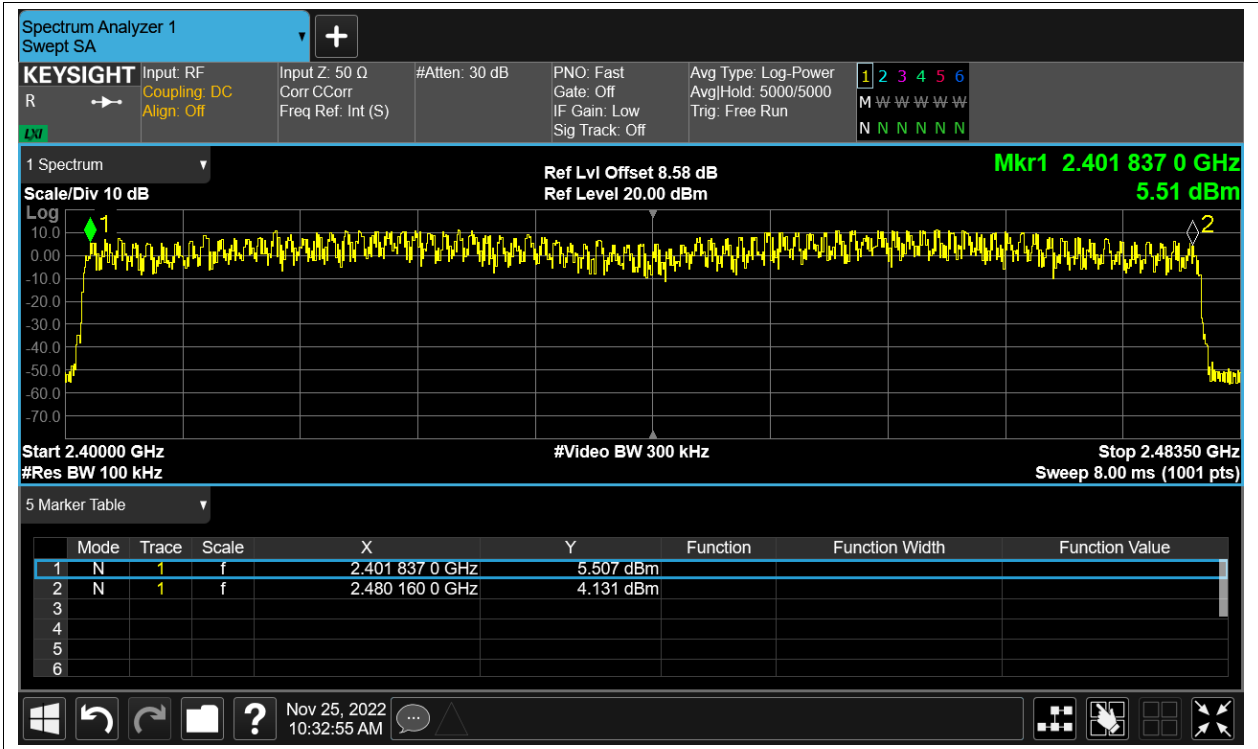 Spectrum Analyzer 1
Swept SA
KEYSIGHT Input: RF Input Z: 50 Ω #Atten: 30 dB PNO: Fast Avg Type: Log-Power 1 2 3 4 5 6
R Coupling: DC Corr CCorr Gate: Off Avg|Hold: 5000/5000 M W W W W W
Align: Off Freq Ref: Int (S) IF Gain: Low Trig: Free Run
LXI Sig Track: Off N N N N N N
1 Spectrum Ref Lvl Offset 8.58 dB Mkr1 2.401 837 0 GHz
Scale/Div 10 dB Ref Level 20.00 dBm 5.51 dBm
Log
1 2
10.0
0.00
-10.0
-20.0
-30.0
-40.0
-50.0
-60.0
-70.0
Start 2.40000 GHz #Video BW 300 kHz Stop 2.48350 GHz
#Res BW 100 kHz Sweep 8.00 ms (1001 pts)
5 Marker Table
Mode Trace Scale X Y Function Function Width Function Value
1 N 1 f 2.401 837 0 GHz 5.507 dBm
2 N 1 f 2.480 160 0 GHz 4.131 dBm
3
4
5
6
? Nov 25, 2022
10:32:55 AM